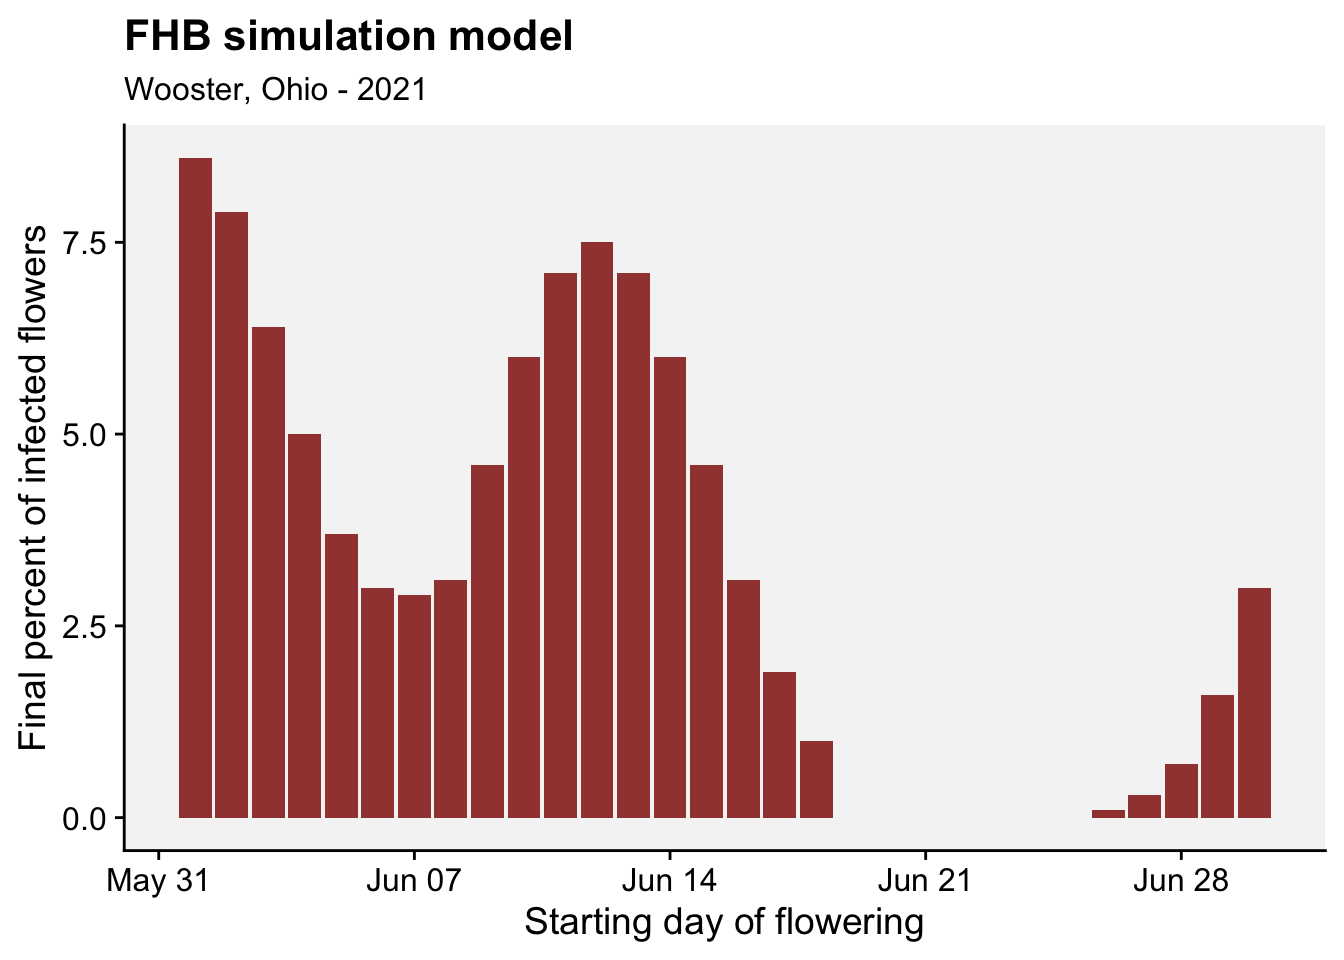 FHB simulation model
Wooster, Ohio - 2021
Final percent of infected flowers
7.5
5.0
2.5
0.0
May 31
Jun 07
Jun 14
Jun 21
Jun 28
Starting day of flowering